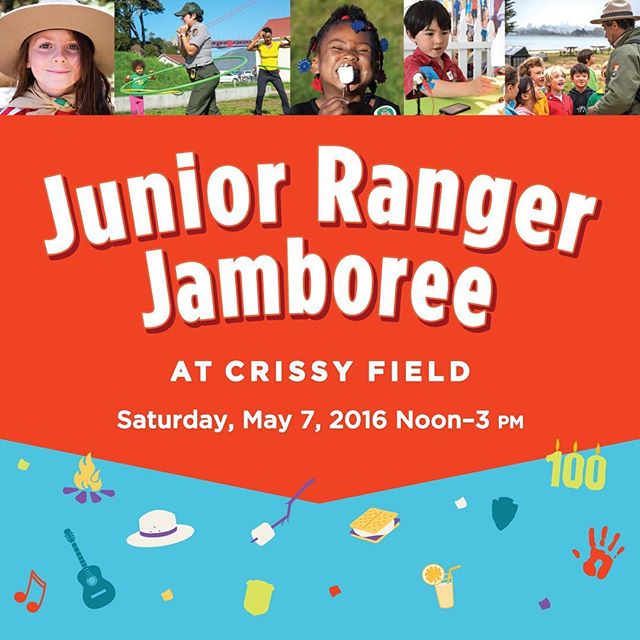 Junior Ranger
Jamboree
AT CRISSY FIELD
Saturday, May 7, 2016 Noon–3 PM
100